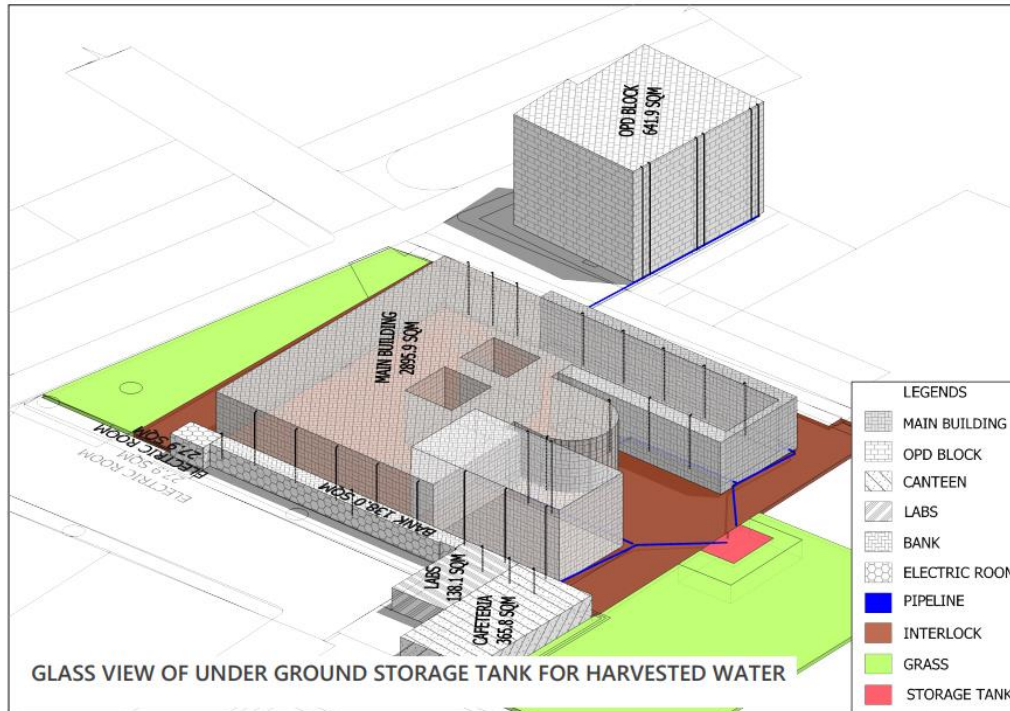 OPD BLOCK
641.9 SQM
MAIN BUILDING
2895.9 SQM
ELECTRIC ROOM
27.9 SQM
ELECTRIC ROOM
27.9 SQM
BANK 138.0 SQM
LABS
138.1 SQM
CAFETERIA
365.8 SQM
GLASS VIEW OF UNDER GROUND STORAGE TANK FOR HARVESTED WATER
LEGENDS
MAIN BUILDING
OPD BLOCK
CANTEEN
LABS
BANK
ELECTRIC ROOM
PIPELINE
INTERLOCK
GRASS
STORAGE TANK